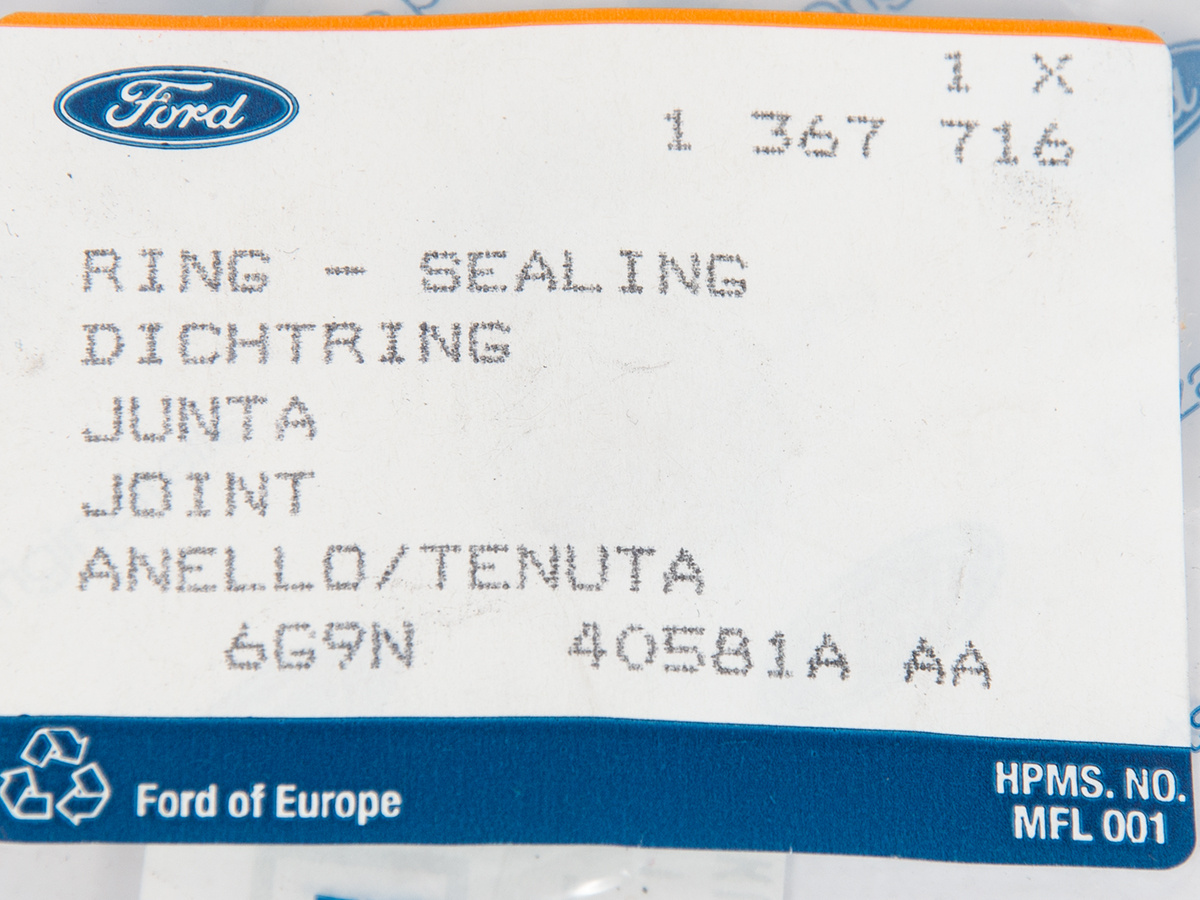 Ford
1 X
1 367 716
RING - SEALING
DICHTRING
JUNTA
JOINT
ANELLO/TENUTA
6G9N 40581A AA
Ford of Europe
HPMS. NO.
MFL 001